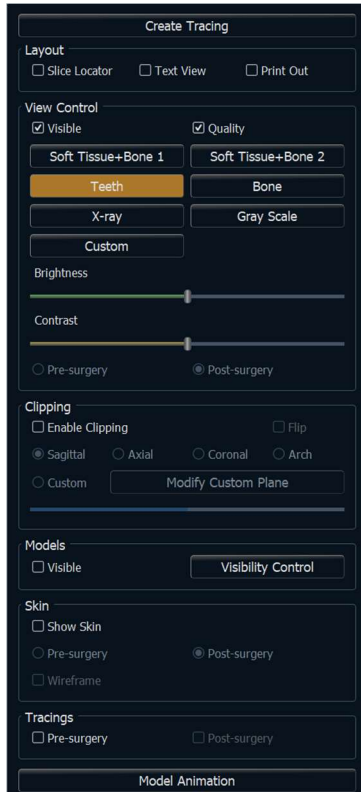 Create Tracing
Layout
Slice Locator Text View Print Out
View Control
Visible Quality
Soft Tissue+Bone 1 Soft Tissue+Bone 2
Teeth Bone
X-ray Gray Scale
Custom
Brightness
Contrast
Pre-surgery Post-surgery
Clipping
Enable Clipping Flip
Sagittal Axial Coronal Arch
Custom Modify Custom Plane
Models
Visible Visibility Control
Skin
Show Skin
Pre-surgery Post-surgery
Wireframe
Tracings
Pre-surgery Post-surgery
Model Animation